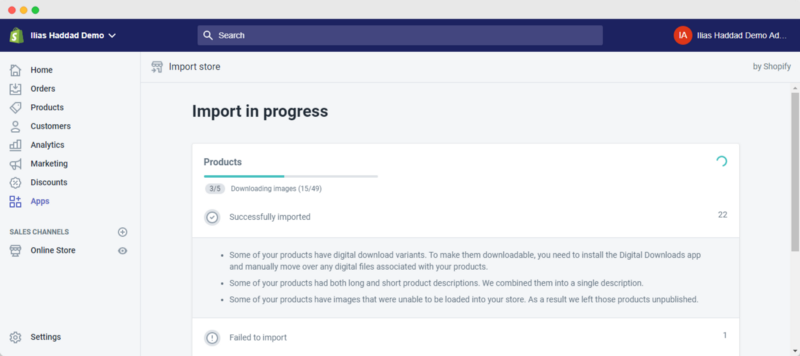 Ilias Haddad Demo
Search
IA
Ilias Haddad Demo Ad...
Home
Orders
Products
Customers
Analytics
Marketing
Discounts
Apps
SALES CHANNELS
Online Store
Settings
Import store
by Shopify
Import in progress
Products
3/5 Downloading images (15/49)
Successfully imported 22
Some of your products have digital download variants. To make them downloadable, you need to install the Digital Downloads app
and manually move over any digital files associated with your products.
Some of your products had both long and short product descriptions. We combined them into a single description.
Some of your products have images that were unable to be loaded into your store. As a result we left those products unpublished.
Failed to import 1